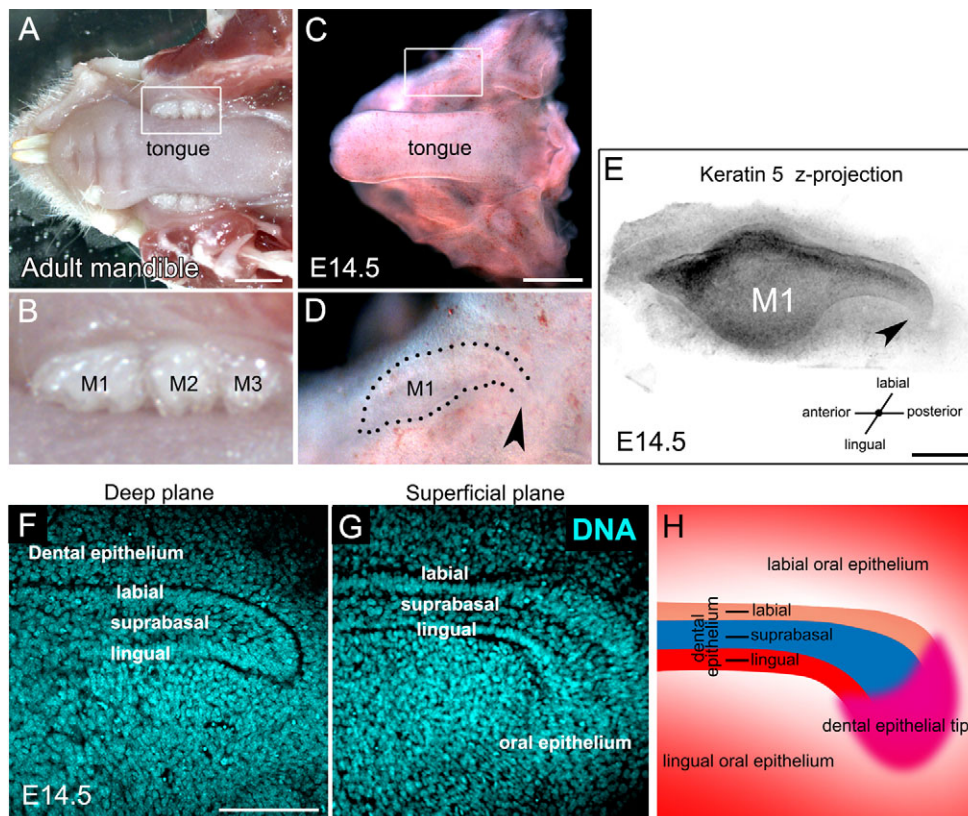 A
tongue
Adult mandible
B
M1
M2
M3
C
tongue
E14.5
D
M1
E
Keratin 5 z-projection
M1
labial
anterior
posterior
lingual
E14.5
Deep plane
F
Dental epithelium
labial
suprabasal
lingual
E14.5
Superficial plane
G
DNA
labial
suprabasal
lingual
oral epithelium
H
labial oral epithelium
dental
epithelium
labial
suprabasal
lingual
dental epithelial tip
lingual oral epithelium